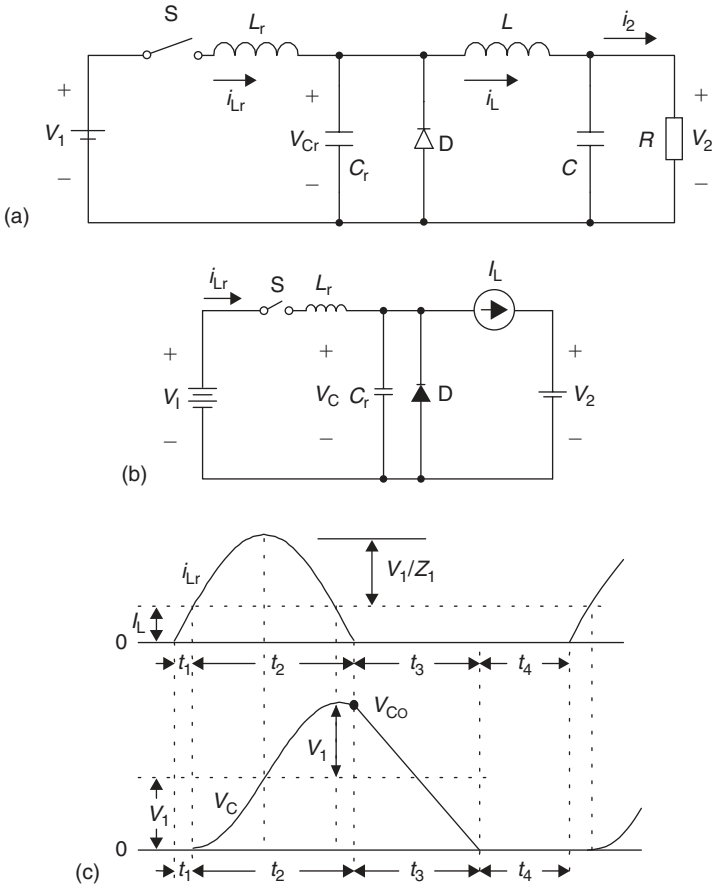 S L_r L i_2
+ i_Lr + i_L +
V_1 V_Cr D C R V_2
− − C_r −
(a)
i_Lr S L_r I_L
+ + +
V_I V_C C_r D V_2
− − −
(b)
i_Lr V_1/Z_1
I_L
0
t_1 t_2 t_3 t_4
V_CO
V_1
V_1 V_C
0
(c) t_1 t_2 t_3 t_4